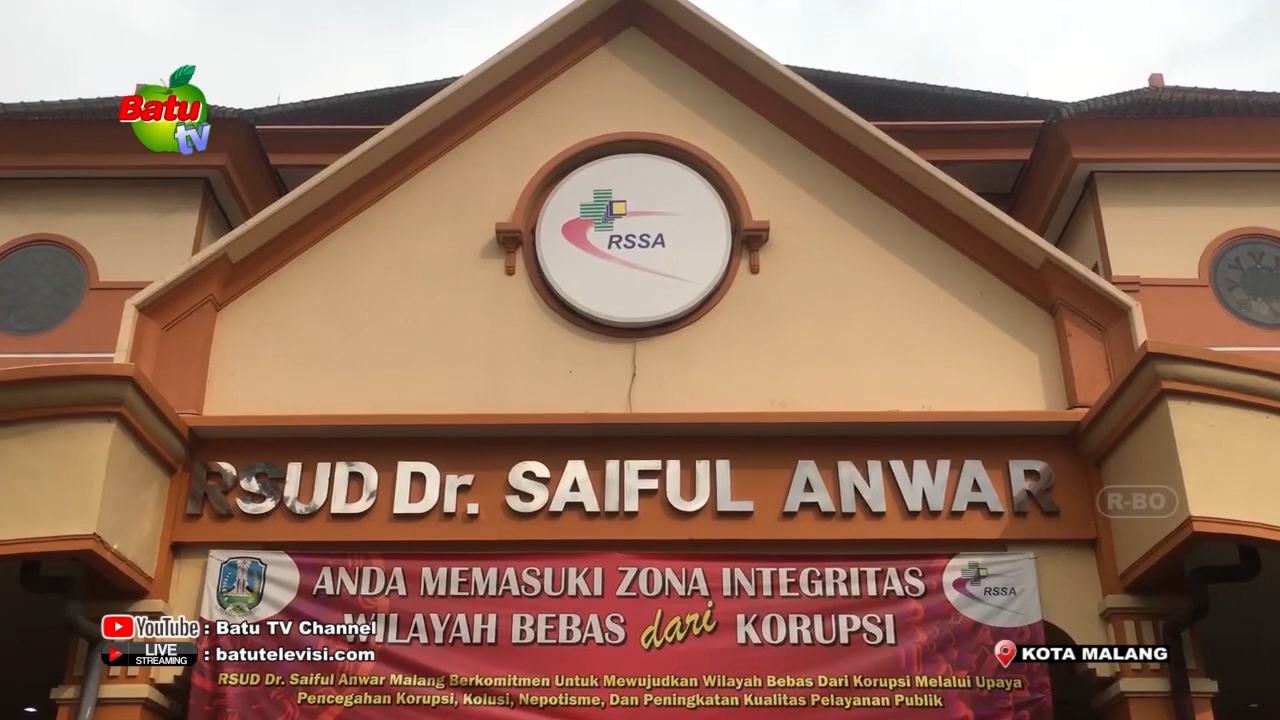 Batu
tv
RSSA
RSUD Dr. SAIFUL ANWAR
R-BO
ANDA MEMASUKI ZONA INTEGRITAS
WILAYAH BEBAS dari KORUPSI
RSSA
YouTube : Batu TV Channel
LIVE STREAMING : batutelevisi.com
KOTA MALANG
RSUD Dr. Saiful Anwar Malang Berkomitmen Untuk Mewujudkan Wilayah Bebas Dari Korupsi Melalui Upaya
Pencegahan Korupsi, Kolusi, Nepotisme, Dan Peningkatan Kualitas Pelayanan Publik